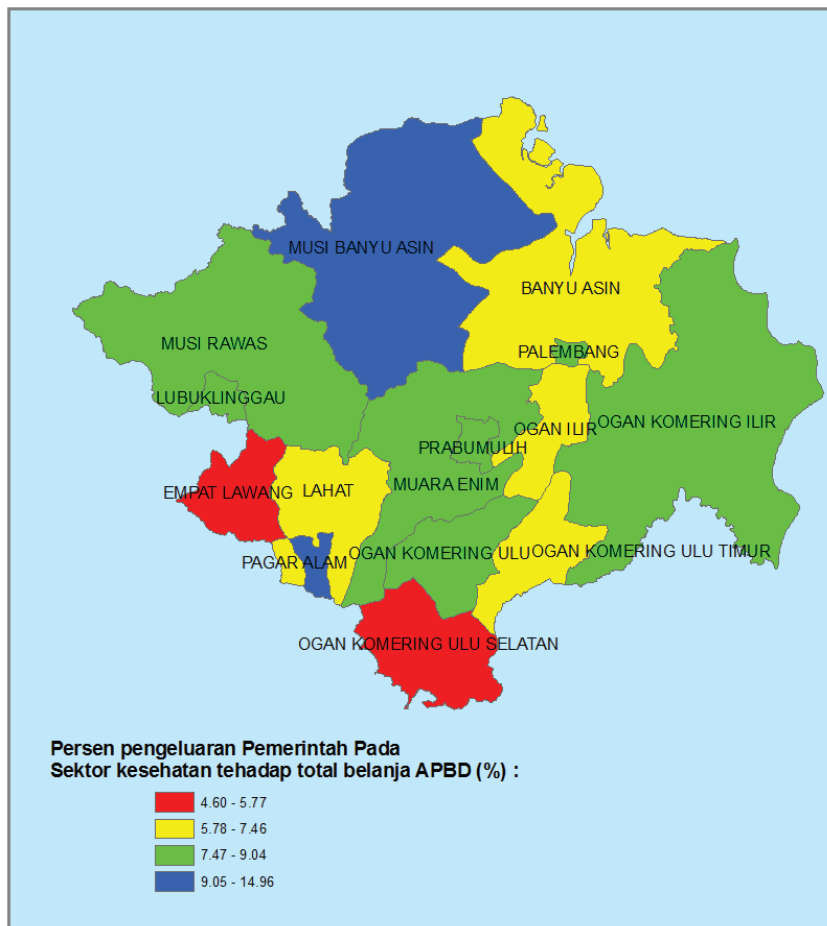 MUSI BANYU ASIN
BANYU ASIN
MUSI RAWAS
PALEMBANG
LUBUKLINGGAU
OGAN ILIR
OGAN KOMERING ILIR
PRABUMULIH
MUARA ENIM
EMPAT LAWANG
LAHAT
PAGAR ALAM
OGAN KOMERING ULU
OGAN KOMERING ULU TIMUR
OGAN KOMERING ULU SELATAN
Persen pengeluaran Pemerintah Pada
Sektor kesehatan tehadap total belanja APBD (%) :
4.60 - 5.77
5.78 - 7.46
7.47 - 9.04
9.05 - 14.96